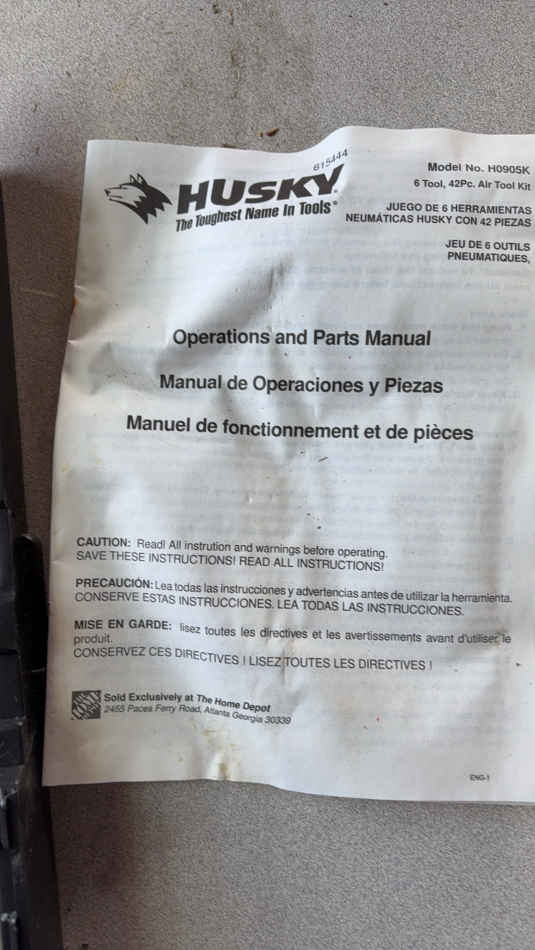 615444
HUSKY®
The Toughest Name In Tools®
Model No. H0905K
6 Tool, 42Pc. Air Tool Kit
JUEGO DE 6 HERRAMIENTAS
NEUMÁTICAS HUSKY CON 42 PIEZAS
JEU DE 6 OUTILS
PNEUMATIQUES,
Operations and Parts Manual
Manual de Operaciones y Piezas
Manuel de fonctionnement et de pièces
CAUTION: Read! All instrution and warnings before operating.
SAVE THESE INSTRUCTIONS! READ ALL INSTRUCTIONS!
PRECAUCIÓN: Lea todas las instrucciones y advertencias antes de utilizar la herramienta.
CONSERVE ESTAS INSTRUCCIONES. LEA TODAS LAS INSTRUCCIONES.
MISE EN GARDE: lisez toutes les directives et les avertissements avant d'utiliser le
produit.
CONSERVEZ CES DIRECTIVES ! LISEZ TOUTES LES DIRECTIVES !
Sold Exclusively at The Home Depot
2455 Paces Ferry Road, Atlanta Georgia 30339
ENG-1